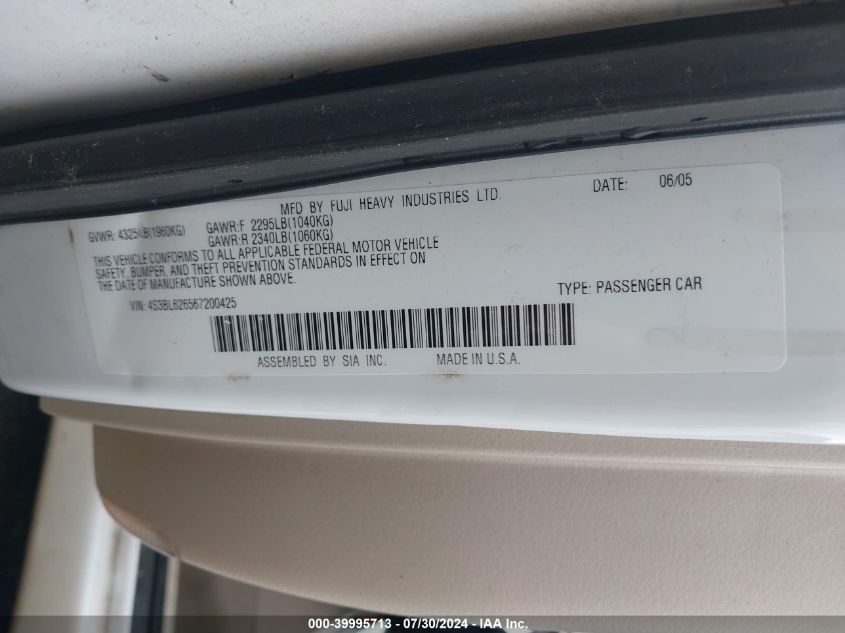 MFD BY FUJI HEAVY INDUSTRIES LTD DATE: 06/05
GVWR: 4325LB(1960KG) GAWR:F 2295LB(1040KG)
GAWR:R 2340LB(1060KG)
THIS VEHICLE CONFORMS TO ALL APPLICABLE FEDERAL MOTOR VEHICLE
SAFETY, BUMPER, AND THEFT PREVENTION STANDARDS IN EFFECT ON
THE DATE OF MANUFACTURE SHOWN ABOVE.
VIN: 4S3BL626567200425 TYPE: PASSENGER CAR
ASSEMBLED BY SIA INC. MADE IN U.S.A.
000-39995713 - 07/30/2024 - IAA Inc.